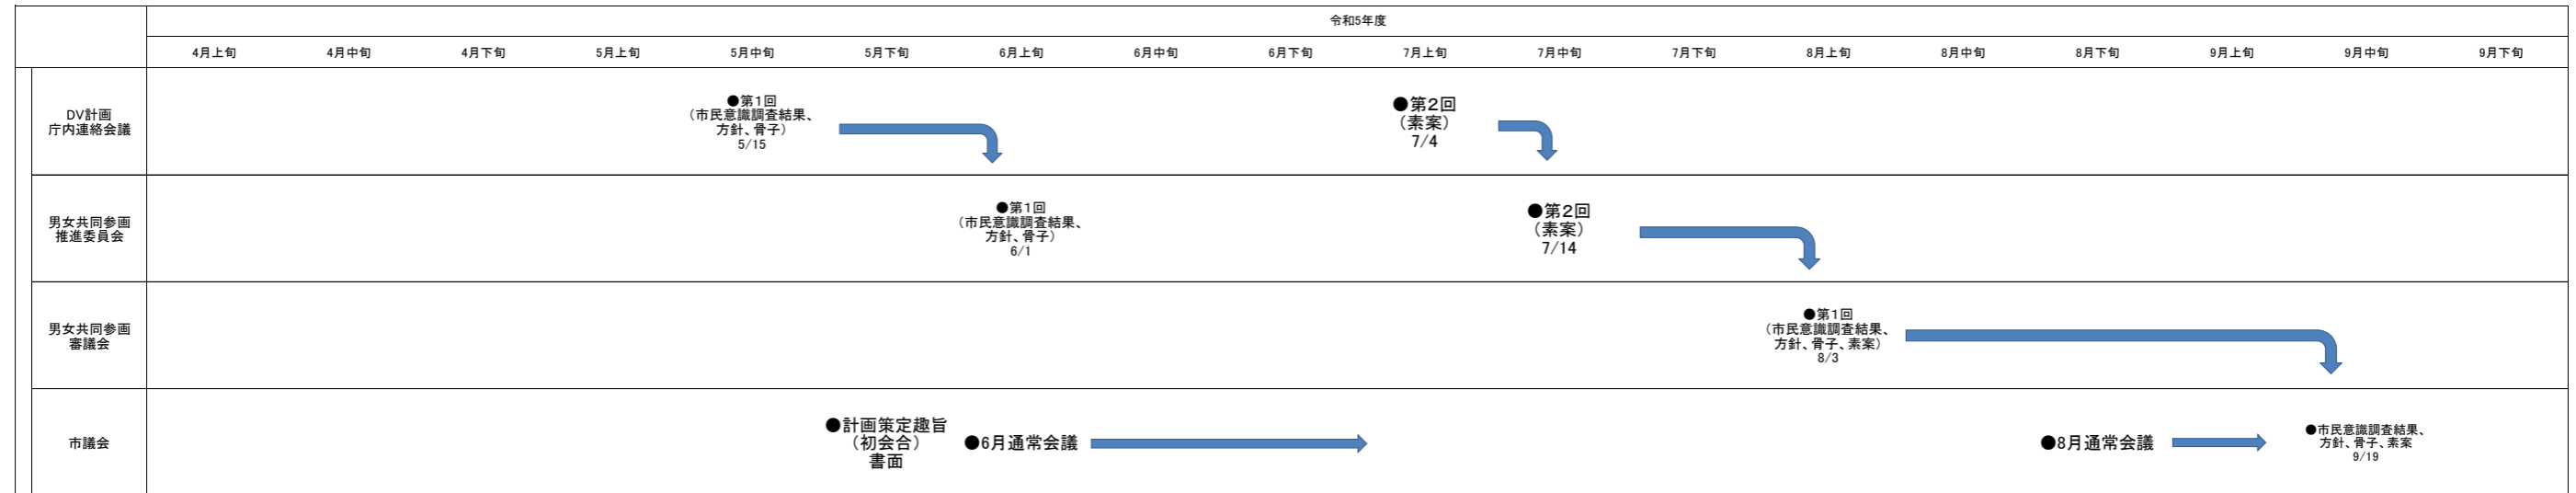 令和5年度
4月上旬 4月中旬 4月下旬 5月上旬 5月中旬 5月下旬 6月上旬 6月中旬 6月下旬 7月上旬 7月中旬 7月下旬 8月上旬 8月中旬 8月下旬 9月上旬 9月中旬 9月下旬
DV計画
庁内連絡会議
●第1回
（市民意識調査結果、
方針、骨子）
5/15
●第2回
（素案）
7/4
男女共同参画
推進委員会
●第1回
（市民意識調査結果、
方針、骨子）
6/1
●第2回
（素案）
7/14
男女共同参画
審議会
●第1回
（市民意識調査結果、
方針、骨子、素案）
8/3
市議会
●計画策定趣旨
（初会合）
書面
●6月通常会議
●8月通常会議
●市民意識調査結果、
方針、骨子、素案
9/19